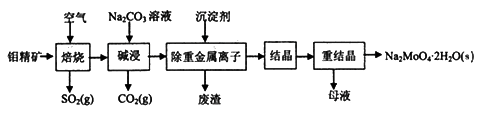 空气 Na₂CO₃溶液 沉淀剂
钼精矿 焙烧 碱浸 除重金属离子 结晶 重结晶 Na₂MoO₄·2H₂O(s)
SO₂(g) CO₂(g) 废渣 母液